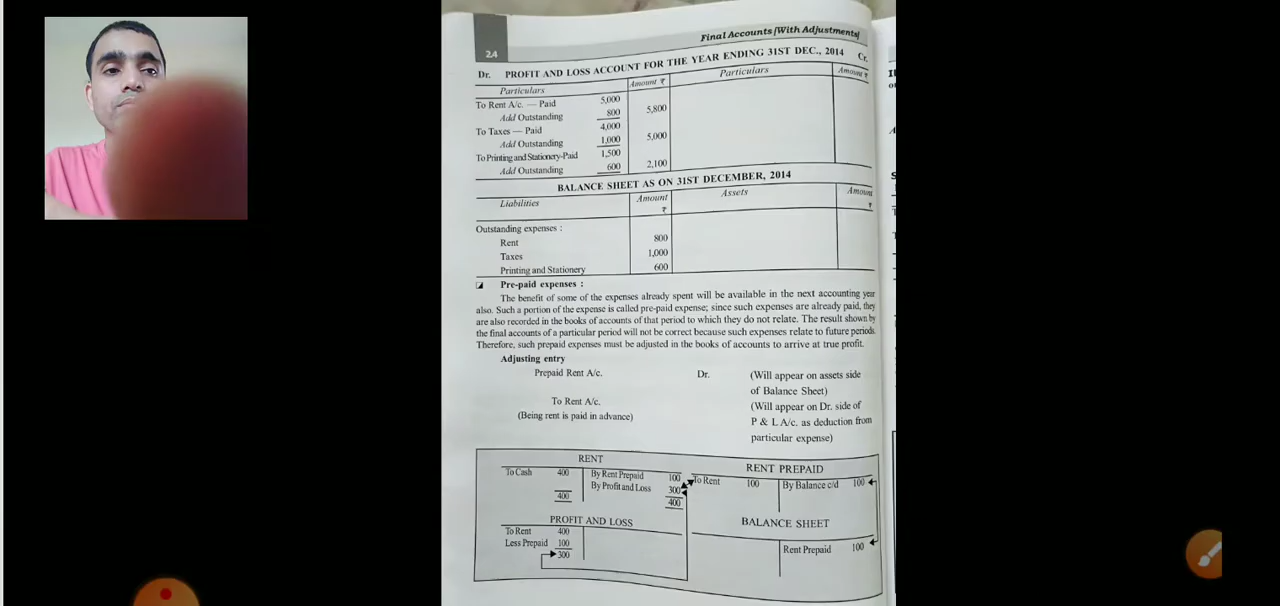 2.4
Final Accounts [With Adjustments]
Dr. PROFIT AND LOSS ACCOUNT FOR THE YEAR ENDING 31ST DEC., 2014 Cr.
Particulars Amount ₹ Particulars Amount ₹
To Rent A/c. — Paid 5,000
Add Outstanding 800 5,800
To Taxes — Paid 4,000
Add Outstanding 1,000 5,000
To Printing and Stationery-Paid 1,500
Add Outstanding 600 2,100
BALANCE SHEET AS ON 31ST DECEMBER, 2014
Liabilities Amount ₹ Assets Amount ₹
Outstanding expenses :
Rent 800
Taxes 1,000
Printing and Stationery 600
Pre-paid expenses :
The benefit of some of the expenses already spent will be available in the next accounting year
also. Such a portion of the expense is called pre-paid expense; since such expenses are already paid, they
are also recorded in the books of accounts of that period to which they do not relate. The result shown by
the final accounts of a particular period will not be correct because such expenses relate to future periods.
Therefore, such prepaid expenses must be adjusted in the books of accounts to arrive at true profit.
Adjusting entry
Prepaid Rent A/c. Dr. (Will appear on assets side
of Balance Sheet)
To Rent A/c. (Will appear on Dr. side of
(Being rent is paid in advance) P & L A/c. as deduction from
particular expense)
RENT
To Cash 400 By Rent Prepaid 100
By Profit and Loss 300
400 400
RENT PREPAID
To Rent 100 By Balance c/d 100
PROFIT AND LOSS
To Rent 400
Less Prepaid 100
300
BALANCE SHEET
Rent Prepaid 100